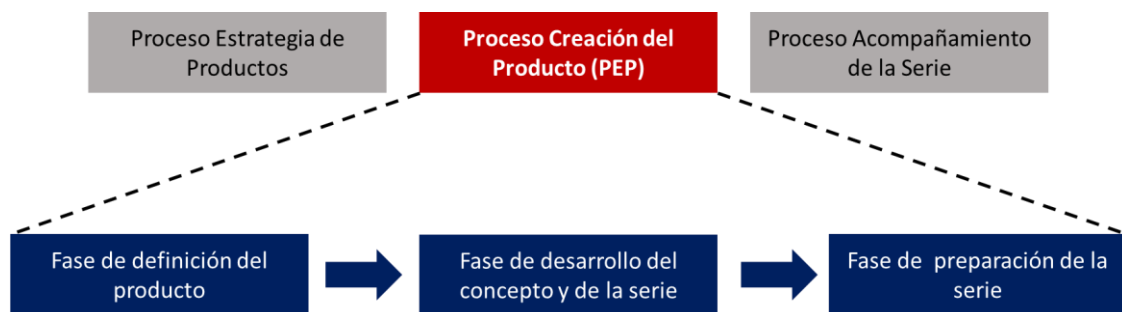 Proceso Estrategia de
Productos
Proceso Creación del
Producto (PEP)
Proceso Acompañamiento
de la Serie
Fase de definición del
producto
Fase de desarrollo del
concepto y de la serie
Fase de preparación de la
serie